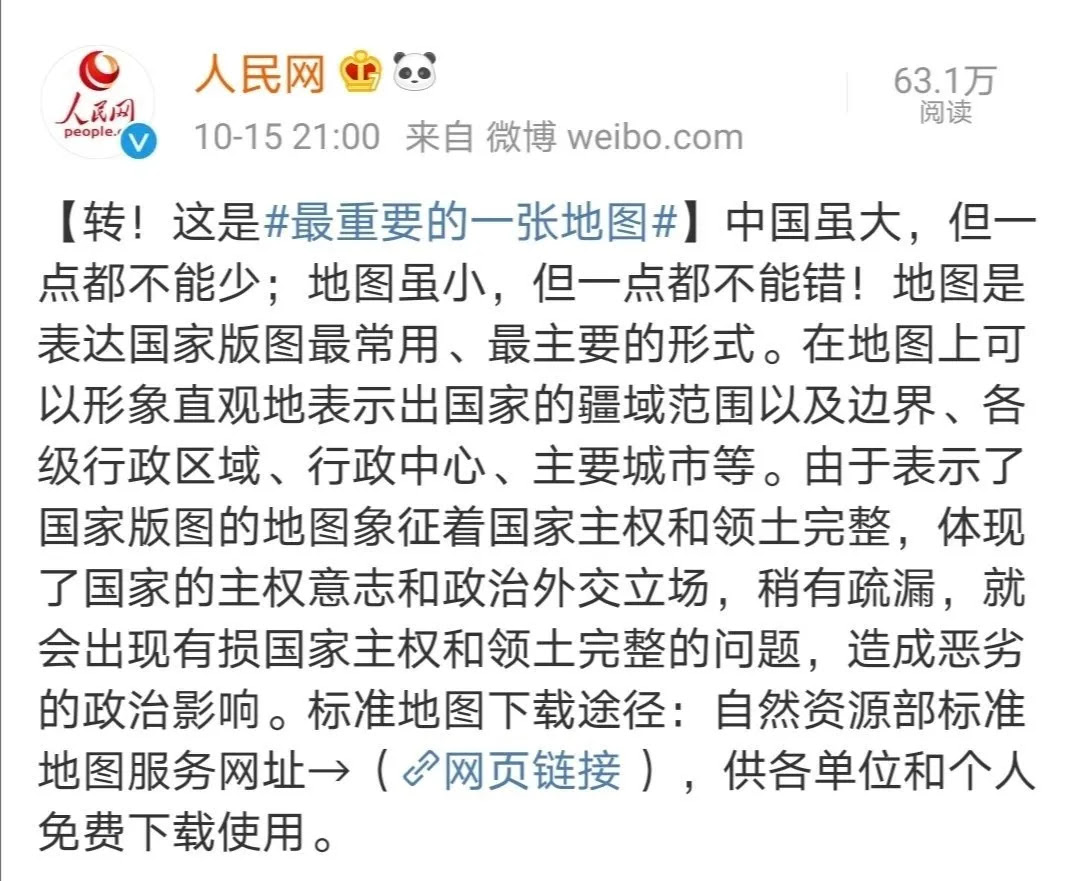 人民网
63.1万
阅读
人民网
people.c
10-15 21:00 来自 微博 weibo.com
【转！这是#最重要的一张地图#】中国虽大，但一
点都不能少；地图虽小，但一点都不能错！地图是
表达国家版图最常用、最主要的形式。在地图上可
以形象直观地表示出国家的疆域范围以及边界、各
级行政区域、行政中心、主要城市等。由于表示了
国家版图的地图象征着国家主权和领土完整，体现
了国家的主权意志和政治外交立场，稍有疏漏，就
会出现有损国家主权和领土完整的问题，造成恶劣
的政治影响。标准地图下载途径：自然资源部标准
地图服务网址→（网页链接），供各单位和个人
免费下载使用。